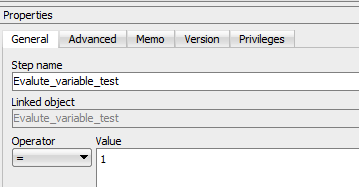 Properties
General Advanced Memo Version Privileges
Step name
Evalute_variable_test
Linked object
Evalute_variable_test
Operator Value
= 1